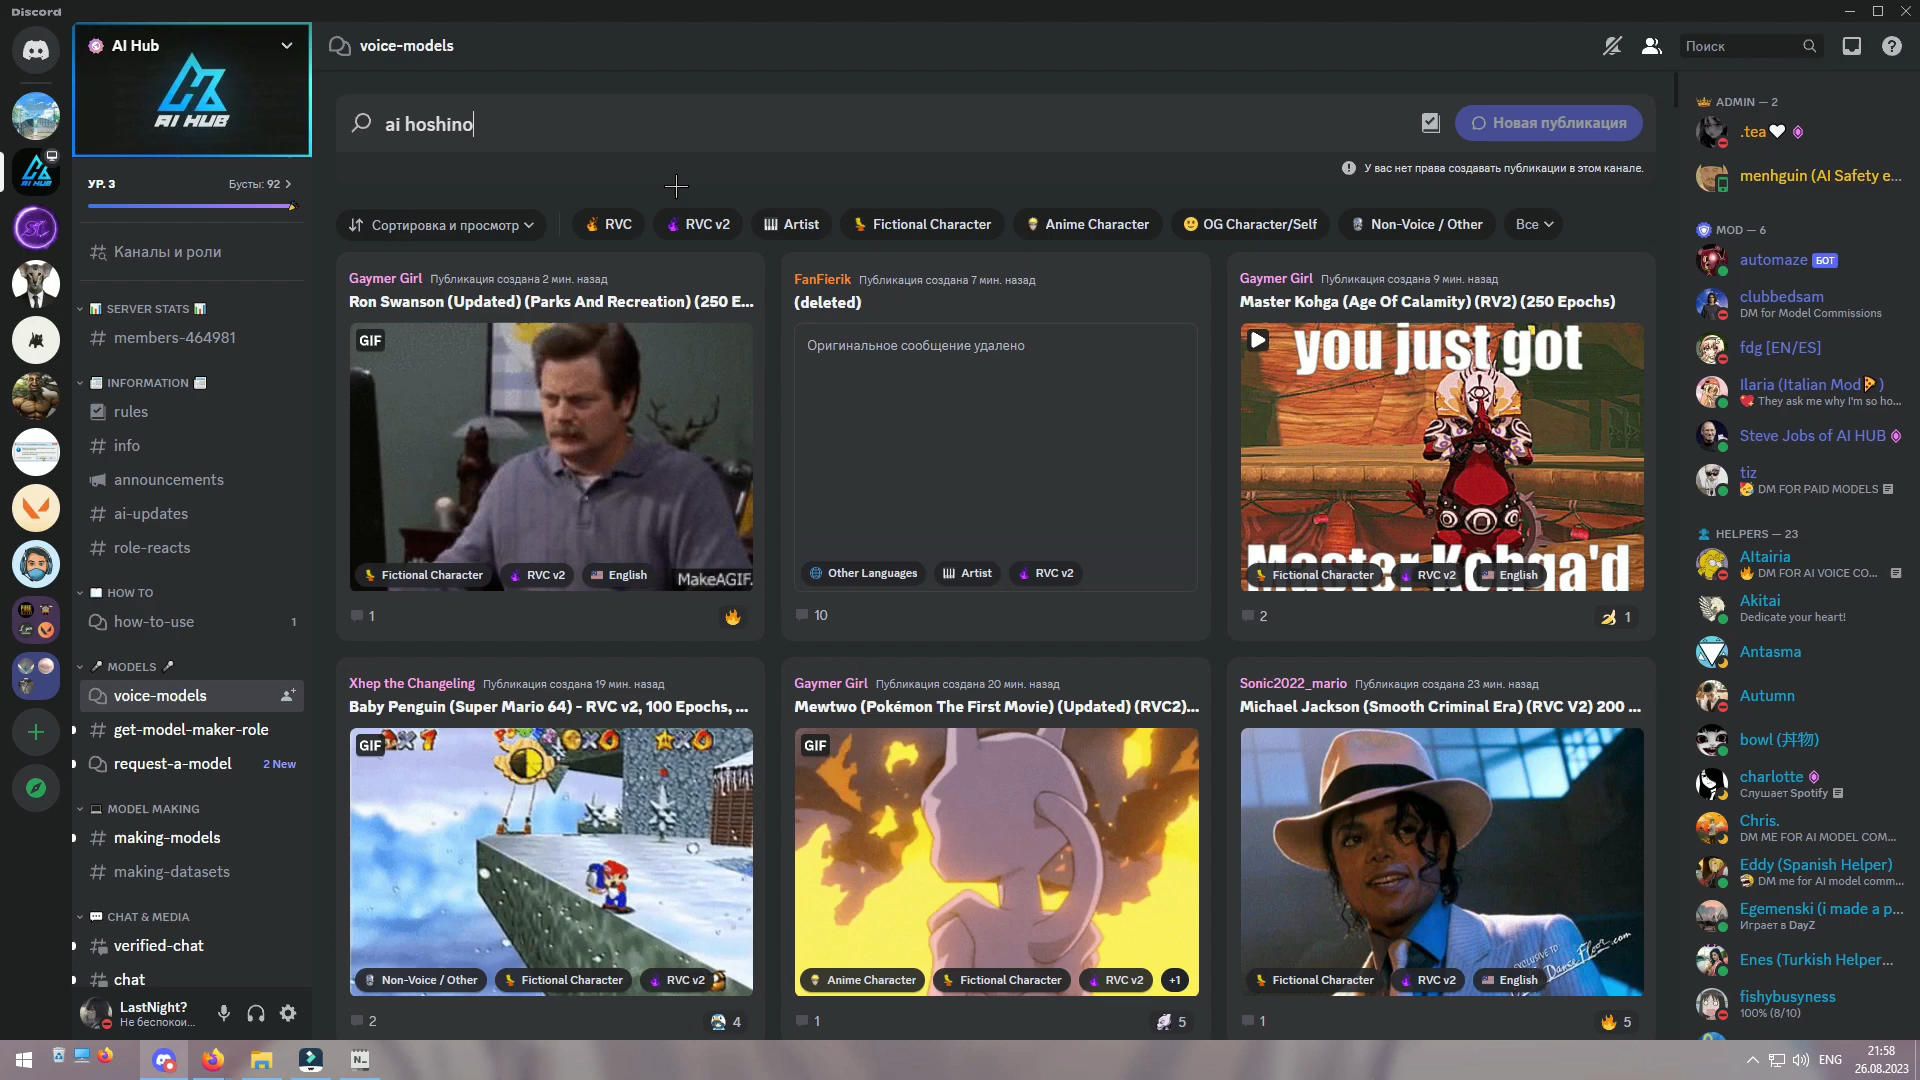 Discord
AI Hub
AI HUB
УР. 3
Бусты: 92
Каналы и роли
SERVER STATS
members-464981
INFORMATION
rules
info
announcements
ai-updates
role-reacts
HOW TO
how-to-use
1
MODELS
voice-models
get-model-maker-role
request-a-model
2 New
MODEL MAKING
making-models
making-datasets
CHAT & MEDIA
verified-chat
chat
LastNight?
Не беспокои...
voice-models
Поиск
ai hoshino
Новая публикация
У вас нет права создавать публикации в этом канале.
Сортировка и просмотр
RVC
RVC v2
Artist
Fictional Character
Anime Character
OG Character/Self
Non-Voice / Other
Все
Gaymer Girl Публикация создана 2 мин. назад
Ron Swanson (Updated) (Parks And Recreation) (250 E...
GIF
Fictional Character
RVC v2
English
MakeAGIF.
1
FanFierik Публикация создана 7 мин. назад
(deleted)
Оригинальное сообщение удалено
Other Languages
Artist
RVC v2
10
Gaymer Girl Публикация создана 9 мин. назад
Master Kohga (Age Of Calamity) (RV2) (250 Epochs)
you just got
Master Kohga'd
Fictional Character
RVC v2
English
2
1
Xhep the Changeling Публикация создана 19 мин. назад
Baby Penguin (Super Mario 64) - RVC v2, 100 Epochs, ...
GIF
Non-Voice / Other
Fictional Character
RVC v2
2
4
Gaymer Girl Публикация создана 20 мин. назад
Mewtwo (Pokémon The First Movie) (Updated) (RVC2)...
GIF
Anime Character
Fictional Character
RVC v2
+1
1
5
Sonic2022_mario Публикация создана 23 мин. назад
Michael Jackson (Smooth Criminal Era) (RVC V2) 200 ...
EXCLUSIVE TO
DanceFloor.com
Fictional Character
RVC v2
English
1
5
ADMIN — 2
.tea
menhguin (AI Safety e...
MOD — 6
automaze БОТ
clubbedsam
DM for Model Commissions
fdg [EN/ES]
Ilaria (Italian Mod )
They ask me why I'm so ho...
Steve Jobs of AI HUB
tiz
DM FOR PAID MODELS
HELPERS — 23
AItairia
DM FOR AI VOICE CO...
Akitai
Dedicate your heart!
Antasma
Autumn
bowl (丼物)
charlotte
Слушает Spotify
Chris.
DM ME FOR AI MODEL COM...
Eddy (Spanish Helper)
DM me for AI model comm...
Egemenski (i made a p...
Играет в DayZ
Enes (Turkish Helper...
fishybusyness
100% (8/10)
ENG
21:58
26.08.2023